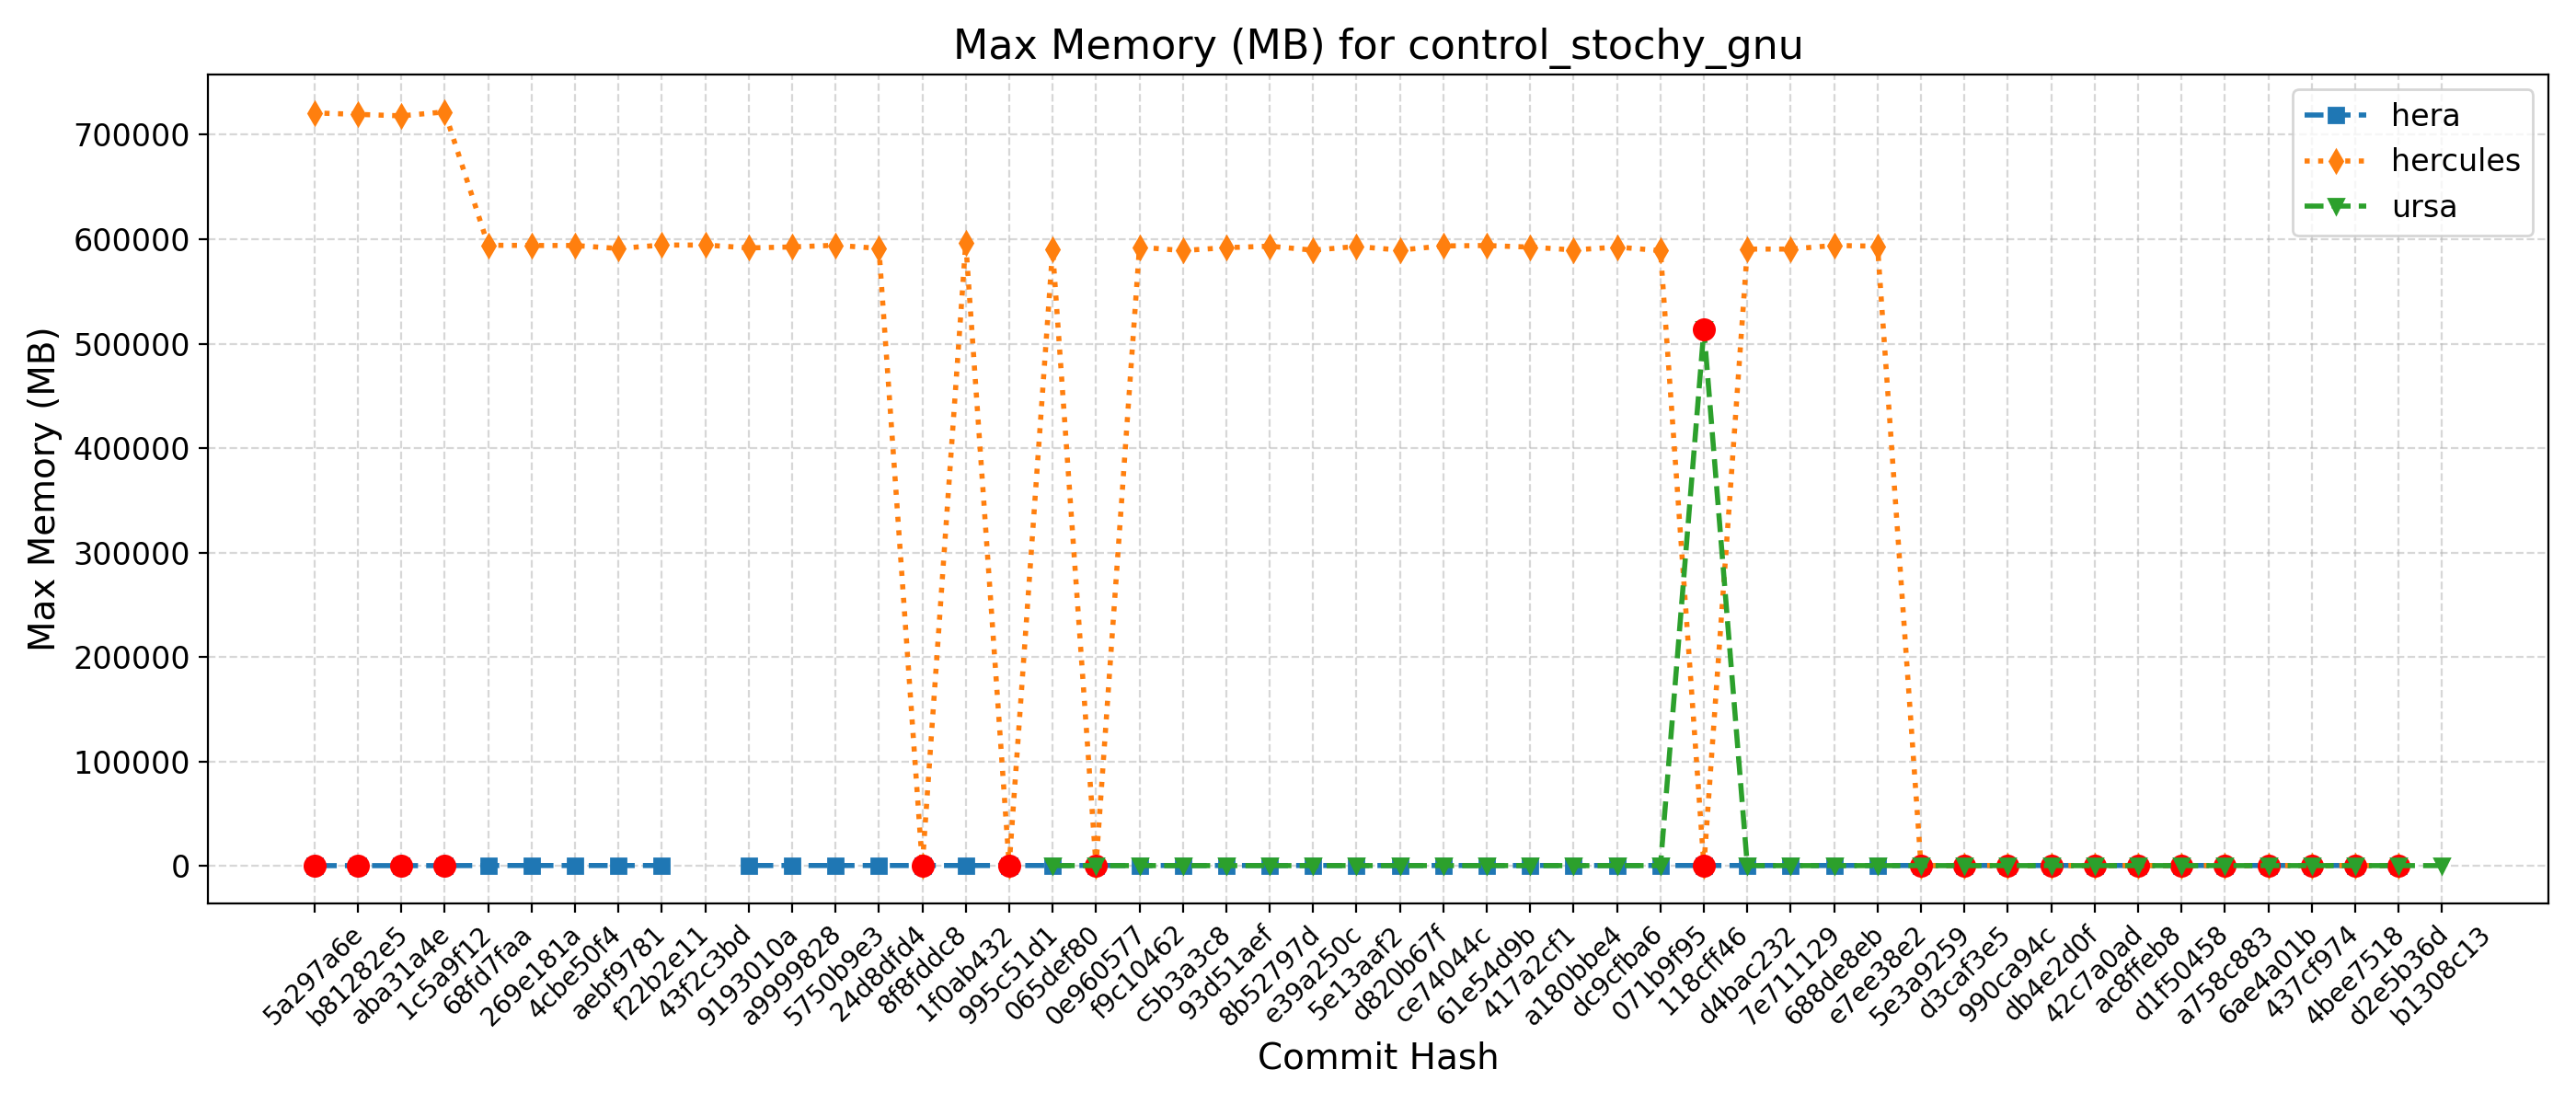 Max Memory (MB) for control_stochy_gnu
hera
hercules
ursa
Max Memory (MB)
700000
600000
500000
400000
300000
200000
100000
0
5a297a6e
b81282e5
aba31a4e
1c5a9f12
68fd7faa
269e181a
4cbe50f4
aebf9781
f22b2e11
43f2c3bd
9193010a
a9999828
5750b9e3
24d8dfd4
8f8fddc8
1f0ab432
995c51d1
065def80
0e960577
f9c10462
c5b3a3c8
93d51aef
8b52797d
e39a250c
5e13aaf2
d820b67f
ce74044c
61e54d9b
417a2cf1
a180bbe4
dc9cfba6
071b9f95
118cff46
d4bac232
7e711129
688de8eb
e7ee38e2
5e3a9259
d3caf3e5
990ca94c
db4e2d0f
42c7a0ad
ac8ffeb8
d1f50458
a758c883
6ae4a01b
437cf974
4bee7518
d2e5b36d
b1308c13
Commit Hash